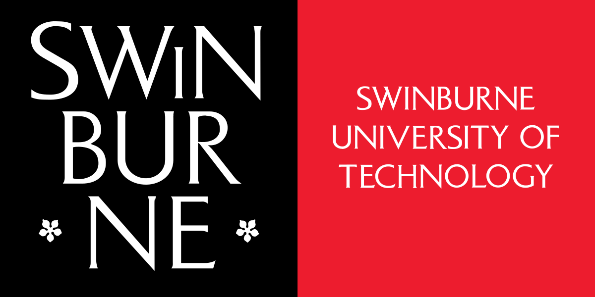 SWiN
BUR
NE
SWINBURNE
UNIVERSITY OF
TECHNOLOGY